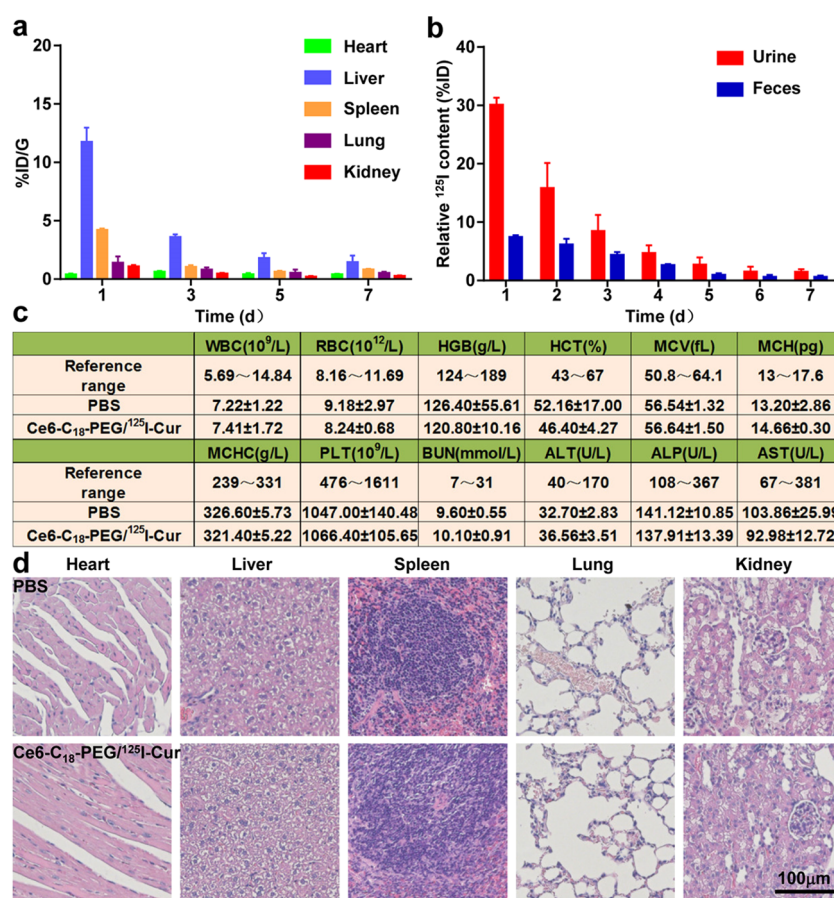 a
20
15
10
5
0
%ID/G
1 3 5 7
Time (d）
Heart
Liver
Spleen
Lung
Kidney
b
40
30
20
10
0
Relative ¹²⁵I content (%ID)
1 2 3 4 5 6 7
Time (d）
Urine
Feces
c
WBC(10⁹/L) RBC(10¹²/L) HGB(g/L) HCT(%) MCV(fL) MCH(pg)
Reference
range 5.69～14.84 8.16～11.69 124～189 43～67 50.8～64.1 13～17.6
PBS 7.22±1.22 9.18±2.97 126.40±55.61 52.16±17.00 56.54±1.32 13.20±2.86
Ce6-C₁₈-PEG/¹²⁵I-Cur 7.41±1.72 8.24±0.68 120.80±10.16 46.40±4.27 56.64±1.50 14.66±0.30
MCHC(g/L) PLT(10⁹/L) BUN(mmol/L) ALT(U/L) ALP(U/L) AST(U/L)
Reference
range 239～331 476～1611 7～31 40～170 108～367 67～381
PBS 326.60±5.73 1047.00±140.48 9.60±0.55 32.70±2.83 141.12±10.85 103.86±25.99
Ce6-C₁₈-PEG/¹²⁵I-Cur 321.40±5.22 1066.40±105.65 10.10±0.91 36.56±3.51 137.91±13.39 92.98±12.72
d
Heart Liver Spleen Lung Kidney
PBS
Ce6-C₁₈-PEG/¹²⁵I-Cur
100μm